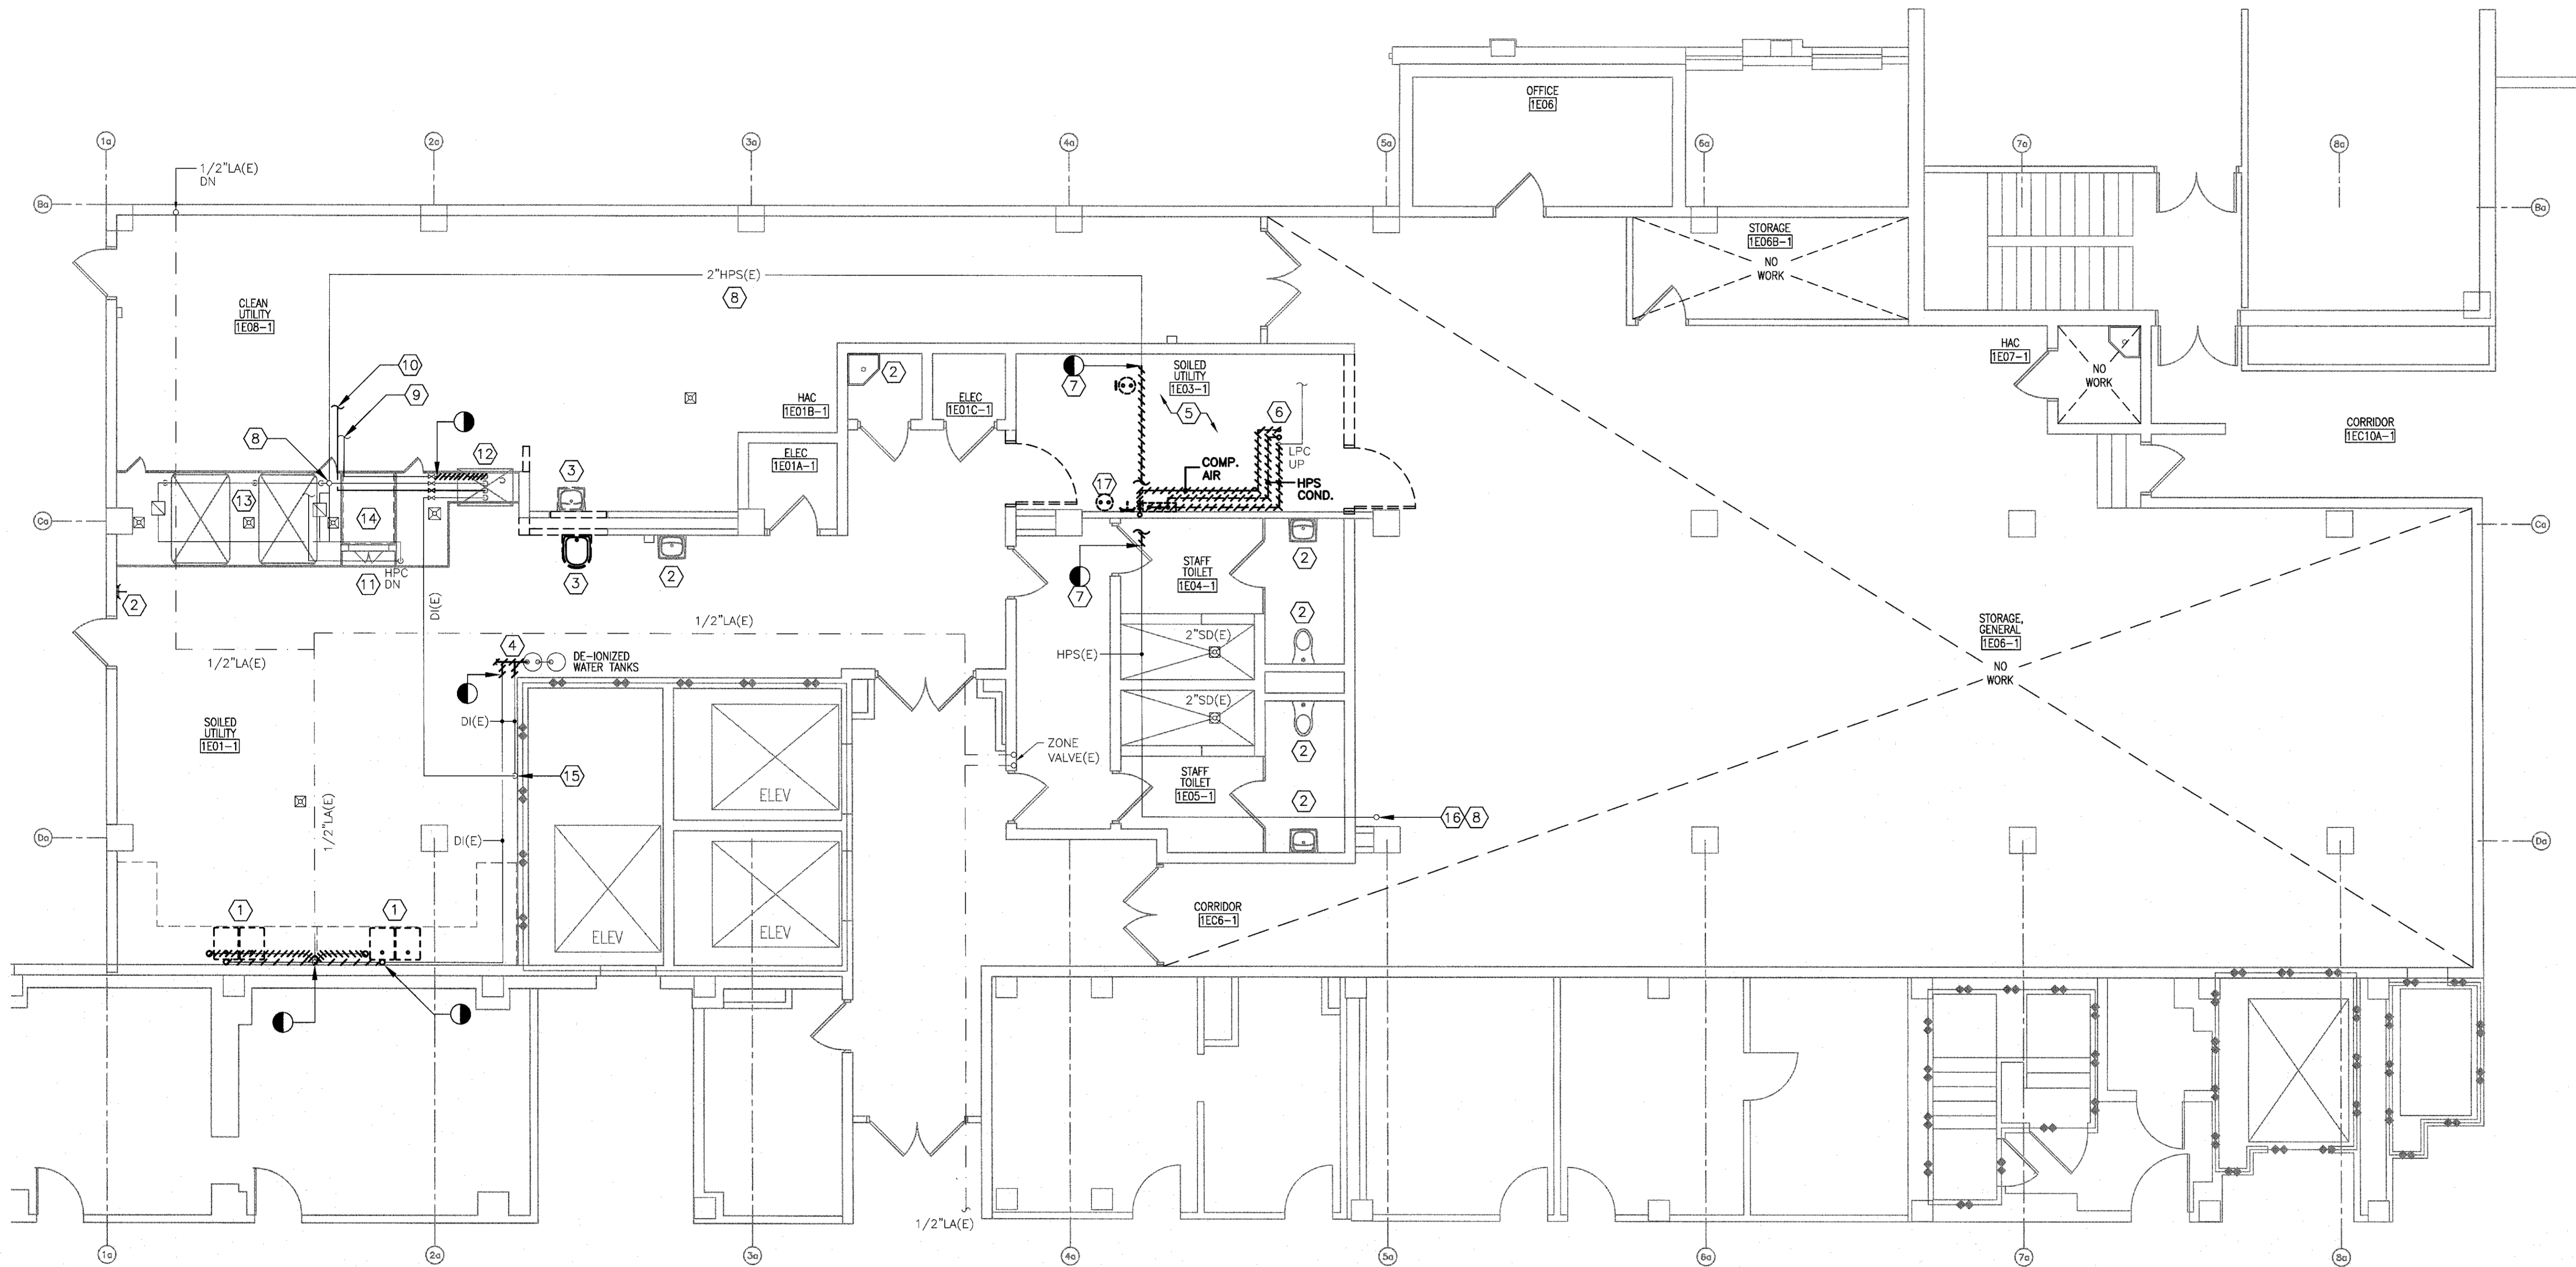 OFFICE
1E06
1a
2a
3a
4a
5a
6a
7a
8a
1/2"LA(E)
DN
Ba
Ba
STORAGE
1E06B-1
NO
WORK
2"HPS(E)
8
CLEAN
UTILITY
1E08-1
HAC
1E07-1
NO
WORK
10
9
2
7
SOILED
UTILITY
1E03-1
HAC
1E01B-1
ELEC
1E01C-1
5
6
CORRIDOR
1EC10A-1
8
12
3
ELEC
1E01A-1
LPC
UP
COMP.
AIR
HPS
COND.
13
14
17
Ca
Ca
11
HPC
DN
3
2
2
7
STAFF
TOILET
1E04-1
2
2
DI(E)
1/2"LA(E)
2
1/2"LA(E)
4
DE-IONIZED
WATER TANKS
HPS(E)
2"SD(E)
STORAGE,
GENERAL
1E06-1
NO
WORK
2"SD(E)
SOILED
UTILITY
1E01-1
DI(E)
ZONE
VALVE(E)
2
15
STAFF
TOILET
1E05-1
ELEV
2
1/2"LA(E)
16
8
Da
DI(E)
Da
1
1
ELEV
ELEV
CORRIDOR
1EC6-1
1/2"LA(E)
1a
2a
3a
4a
5a
6a
7a
8a